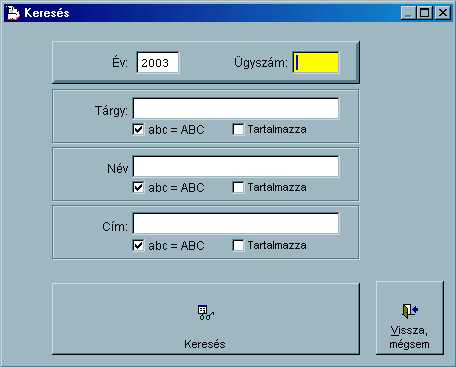 Keresés
Év: 2003 Ügyszám:
Tárgy:
abc = ABC Tartalmazza
Név
abc = ABC Tartalmazza
Cím:
abc = ABC Tartalmazza
Keresés
Vissza,
mégsem